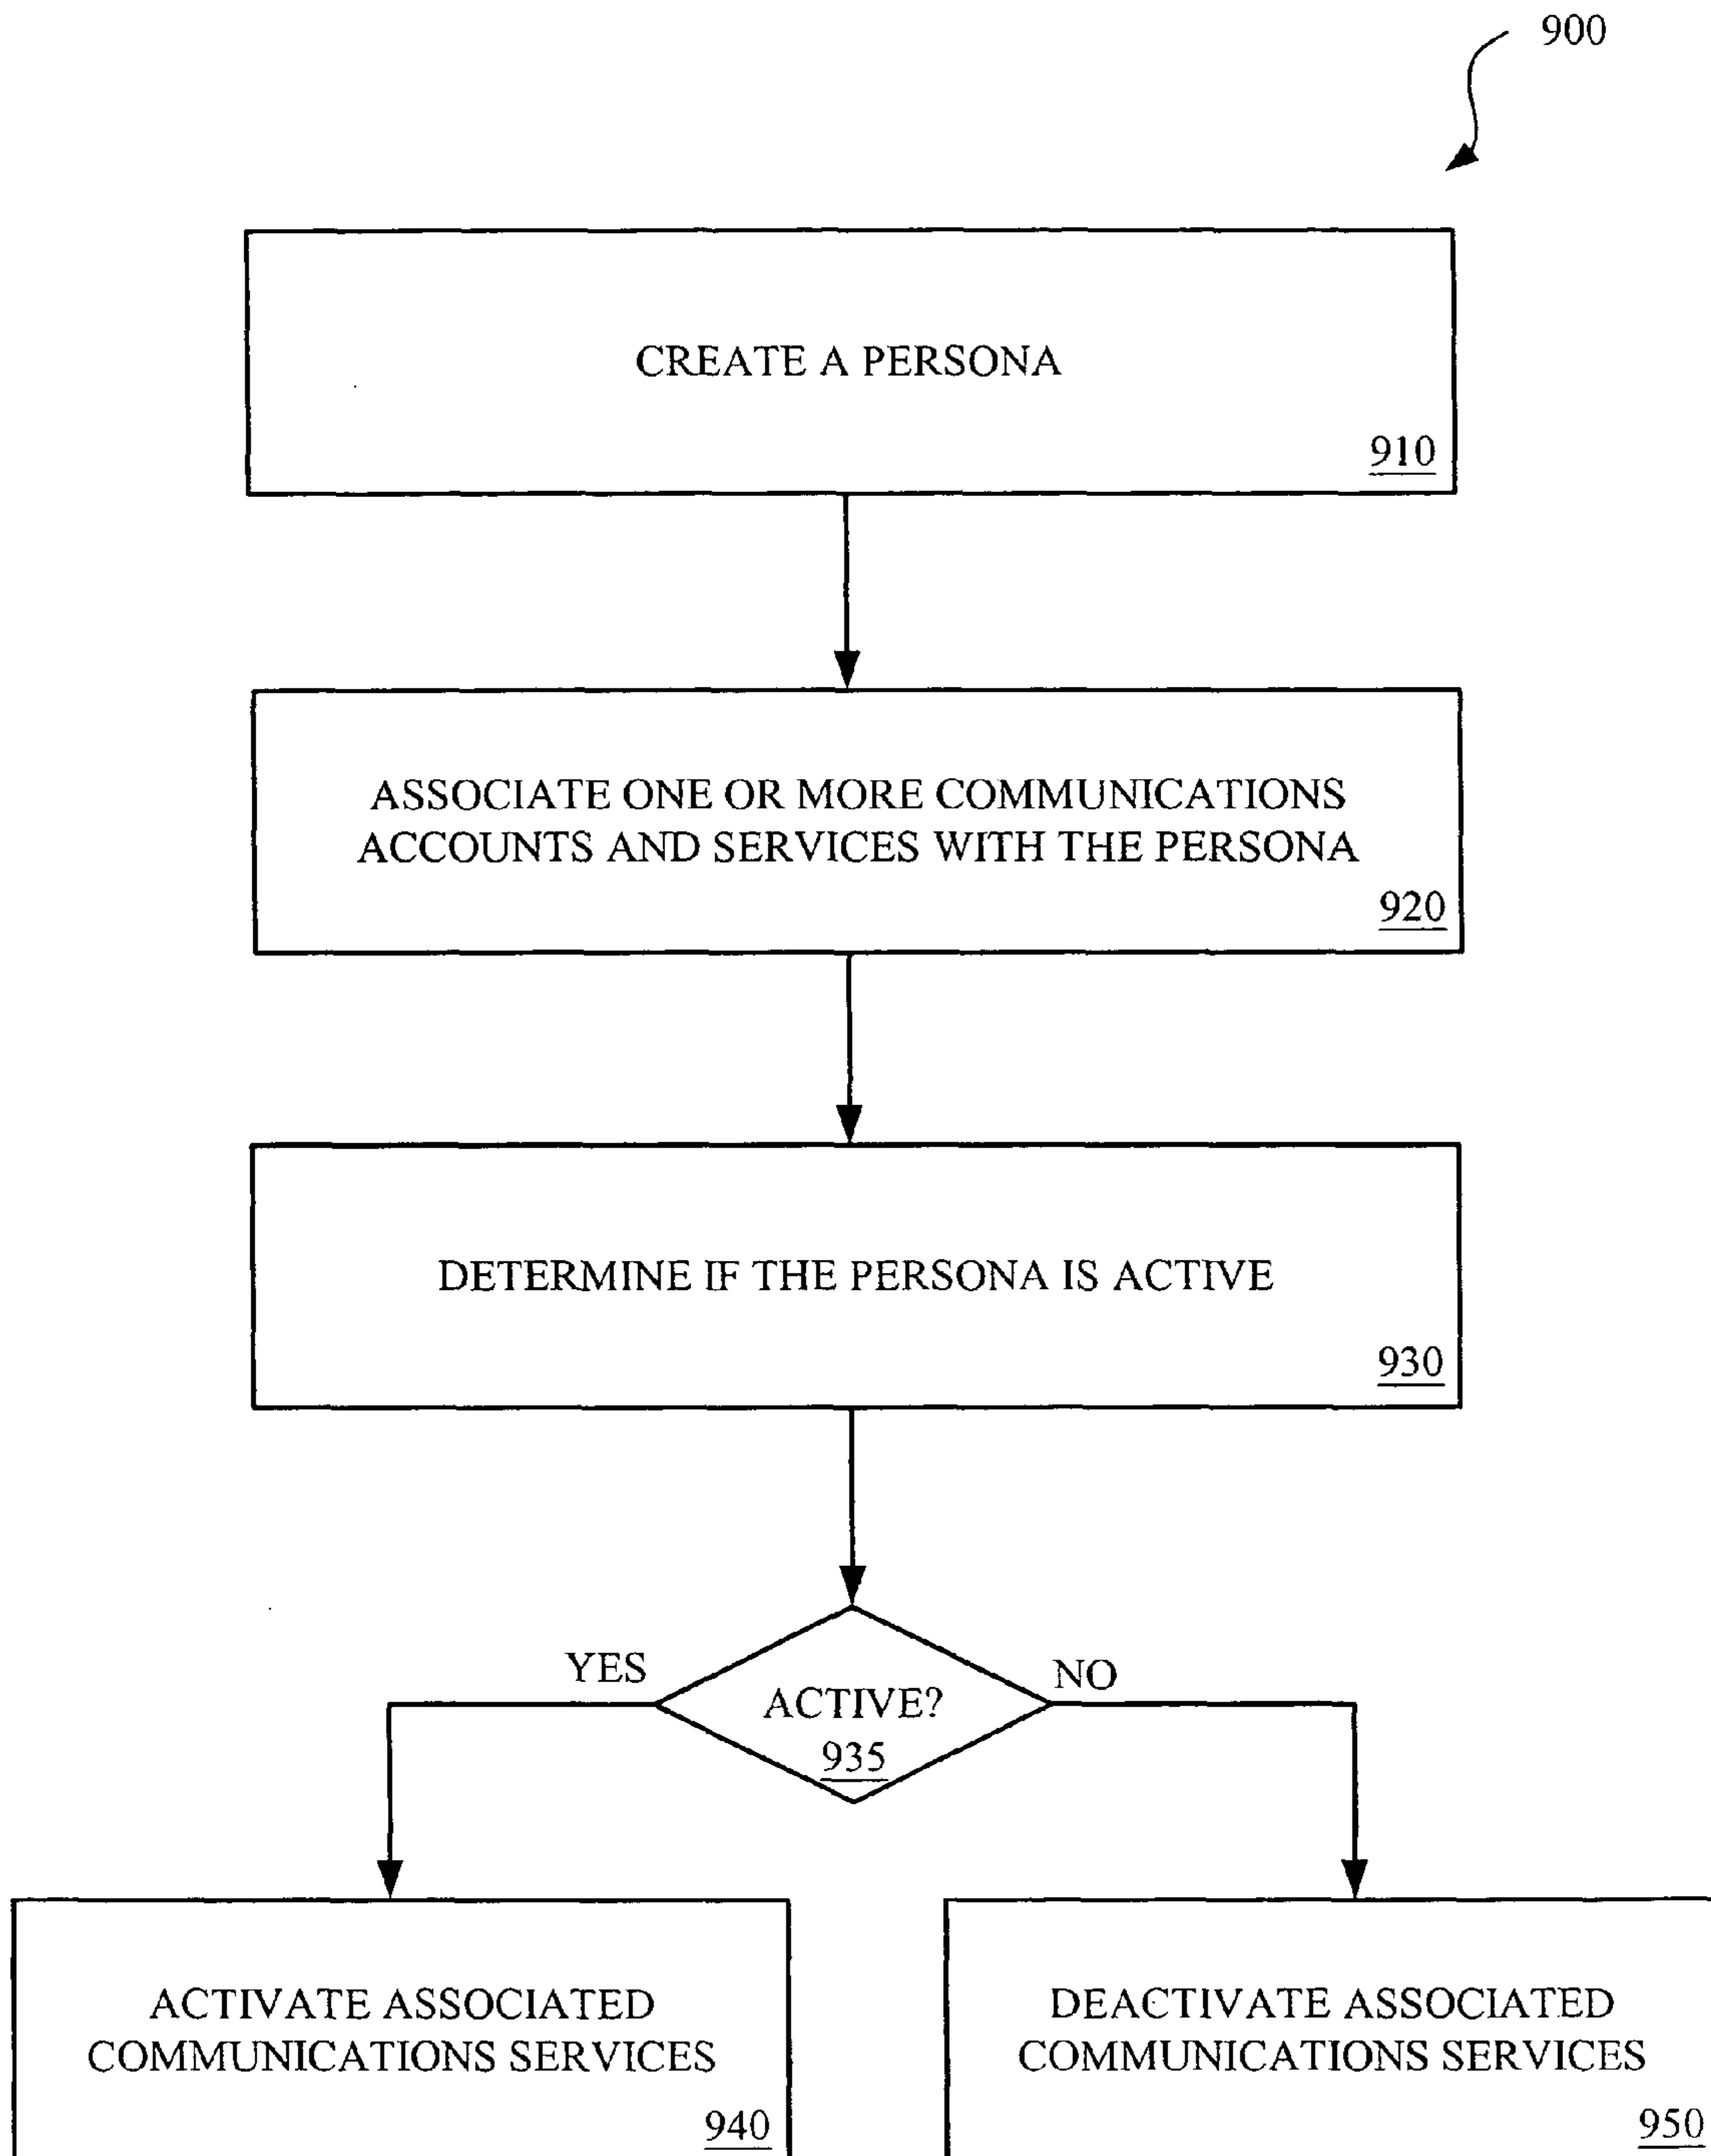 900
CREATE A PERSONA
910
ASSOCIATE ONE OR MORE COMMUNICATIONS
ACCOUNTS AND SERVICES WITH THE PERSONA
920
DETERMINE IF THE PERSONA IS ACTIVE
930
YES
NO
ACTIVE?
935
ACTIVATE ASSOCIATED
COMMUNICATIONS SERVICES
940
DEACTIVATE ASSOCIATED
COMMUNICATIONS SERVICES
950